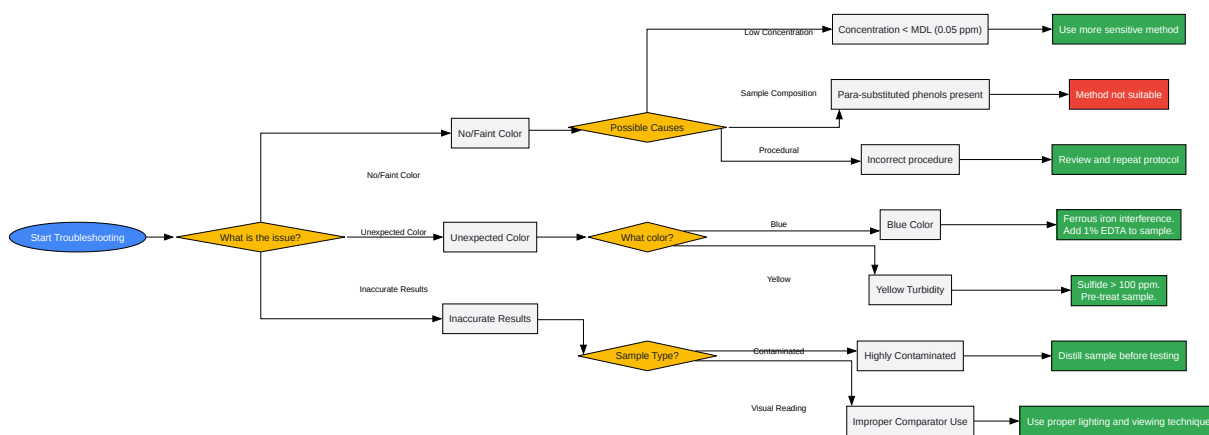 Low Concentration
Concentration < MDL (0.05 ppm)
Use more sensitive method
Sample Composition
Para-substituted phenols present
Method not suitable
No/Faint Color
Possible Causes
Procedural
Incorrect procedure
Review and repeat protocol
No/Faint Color
Start Troubleshooting
What is the issue?
Unexpected Color
Unexpected Color
What color?
Blue
Blue Color
Ferrous iron interference.
Add 1% EDTA to sample.
Yellow
Yellow Turbidity
Sulfide > 100 ppm.
Pre-treat sample.
Inaccurate Results
Inaccurate Results
Sample Type?
Contaminated
Highly Contaminated
Distill sample before testing
Visual Reading
Improper Comparator Use
Use proper lighting and viewing technique